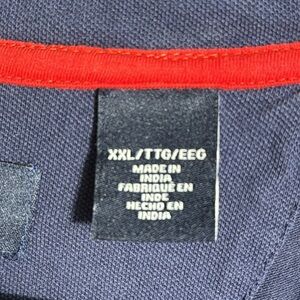 XXL/TTG/EEG
MADE IN
INDIA
FABRIQUÉ EN
INDE
HECHO EN
INDIA